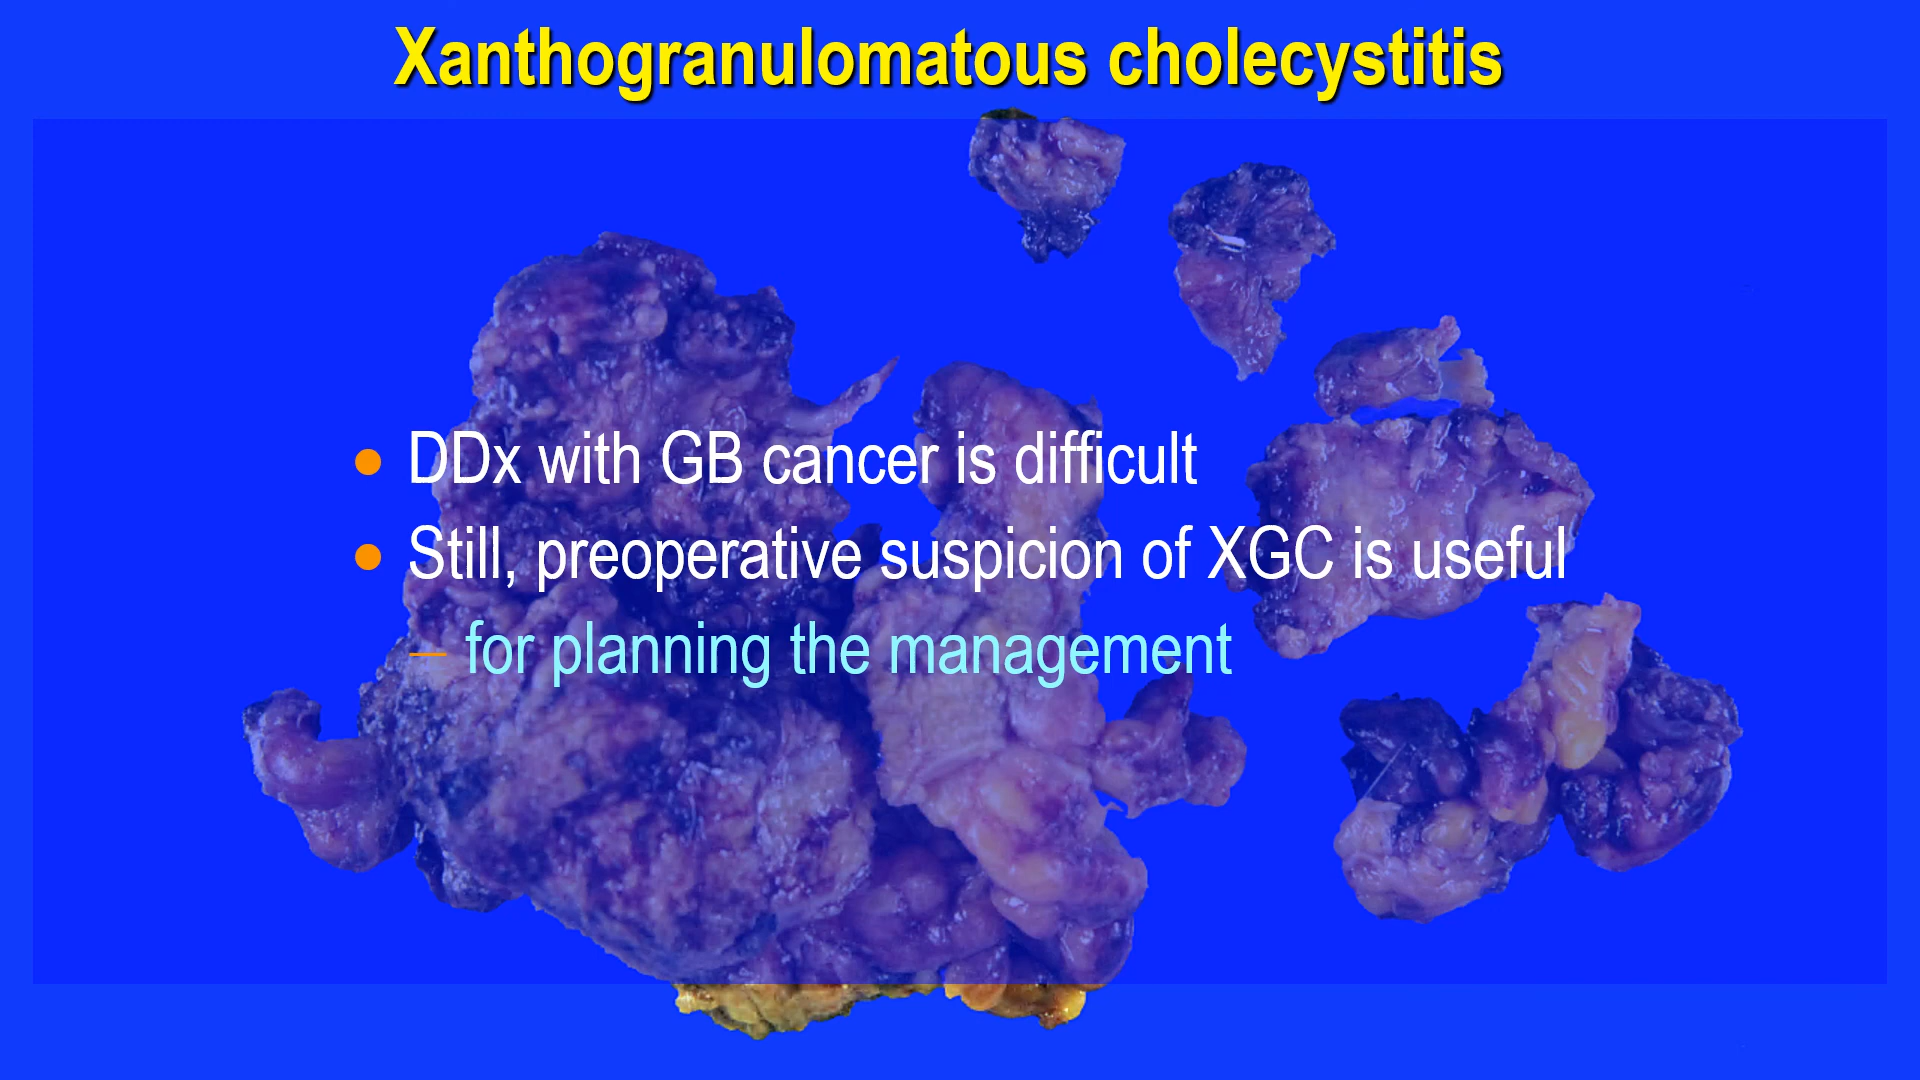 Xanthogranulomatous cholecystitis
● DDx with GB cancer is difficult
● Still, preoperative suspicion of XGC is useful
– for planning the management